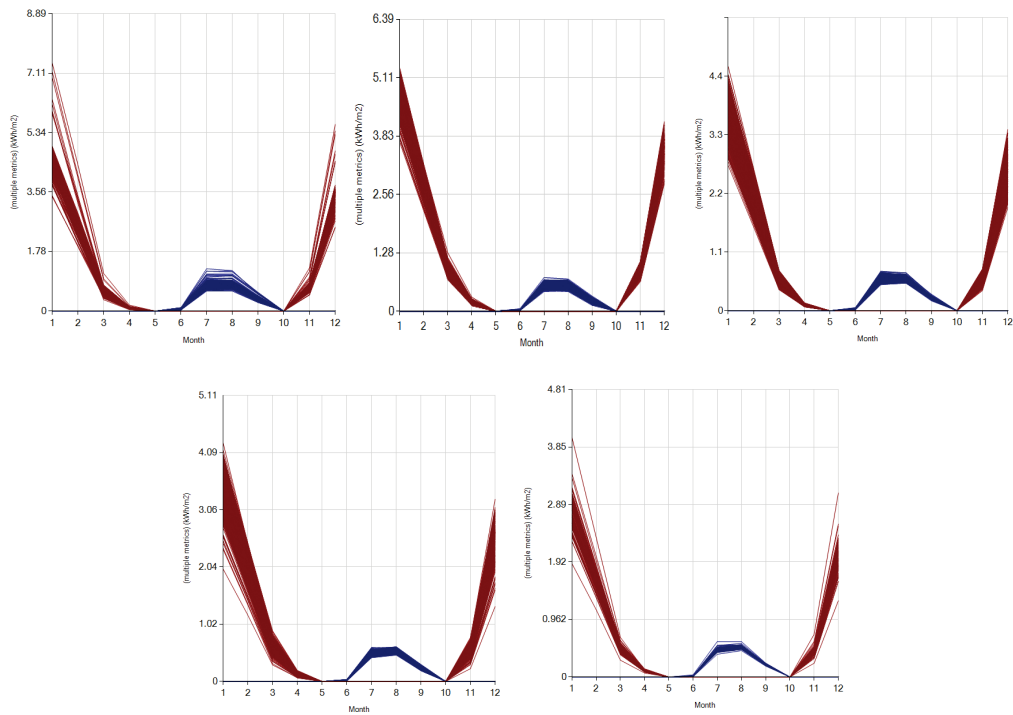 8.89
7.11
5.34
3.56
1.78
0
(multiple metrics) (kWh/m2)
1 2 3 4 5 6 7 8 9 10 11 12
Month
6.39
5.11
3.83
2.56
1.28
0
(multiple metrics) (kWh/m2)
1 2 3 4 5 6 7 8 9 10 11 12
Month
4.4
3.3
2.2
1.1
0
(multiple metrics) (kWh/m2)
1 2 3 4 5 6 7 8 9 10 11 12
Month
5.11
4.09
3.06
2.04
1.02
0
(multiple metrics) (kWh/m2)
1 2 3 4 5 6 7 8 9 10 11 12
Month
4.81
3.85
2.89
1.92
0.962
0
(multiple metrics) (kWh/m2)
1 2 3 4 5 6 7 8 9 10 11 12
Month